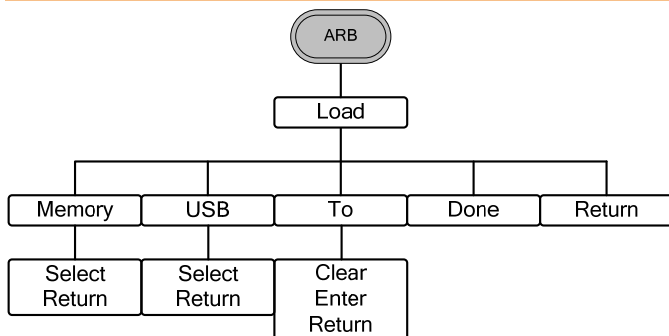 ARB
Load
Memory
USB
To
Done
Return
Select
Return
Select
Return
Clear
Enter
Return